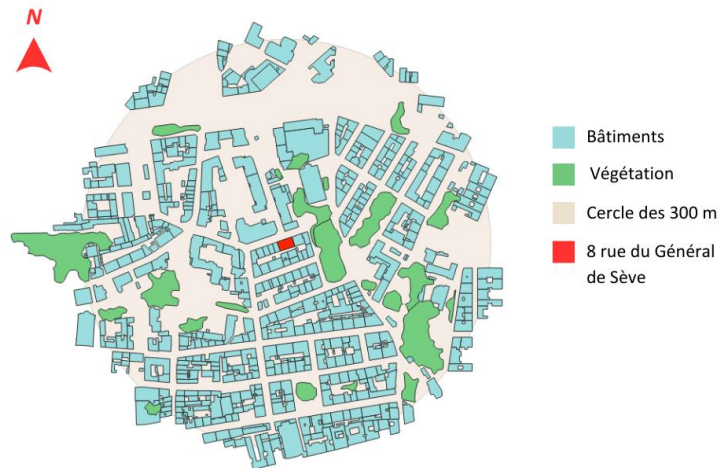 N
Bâtiments
Végétation
Cercle des 300 m
8 rue du Général
de Sève